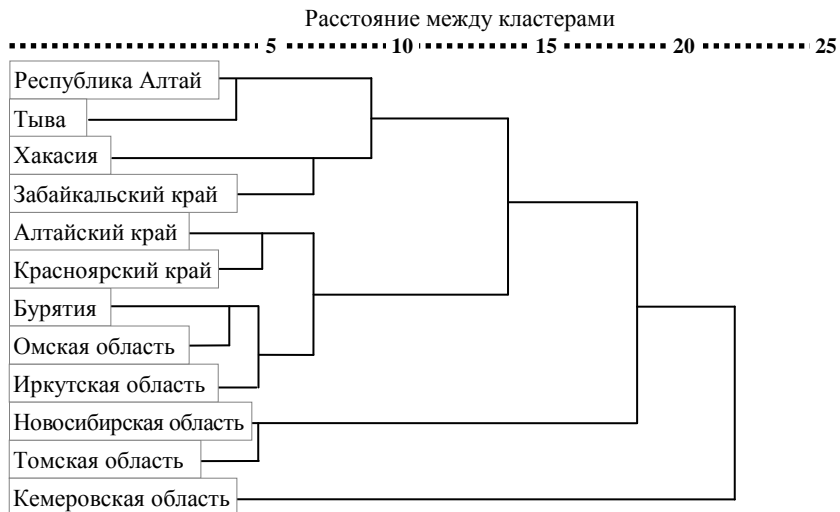 Расстояние между кластерами
5 10 15 20 25
Республика Алтай
Тыва
Хакасия
Забайкальский край
Алтайский край
Красноярский край
Бурятия
Омская область
Иркутская область
Новосибирская область
Томская область
Кемеровская область